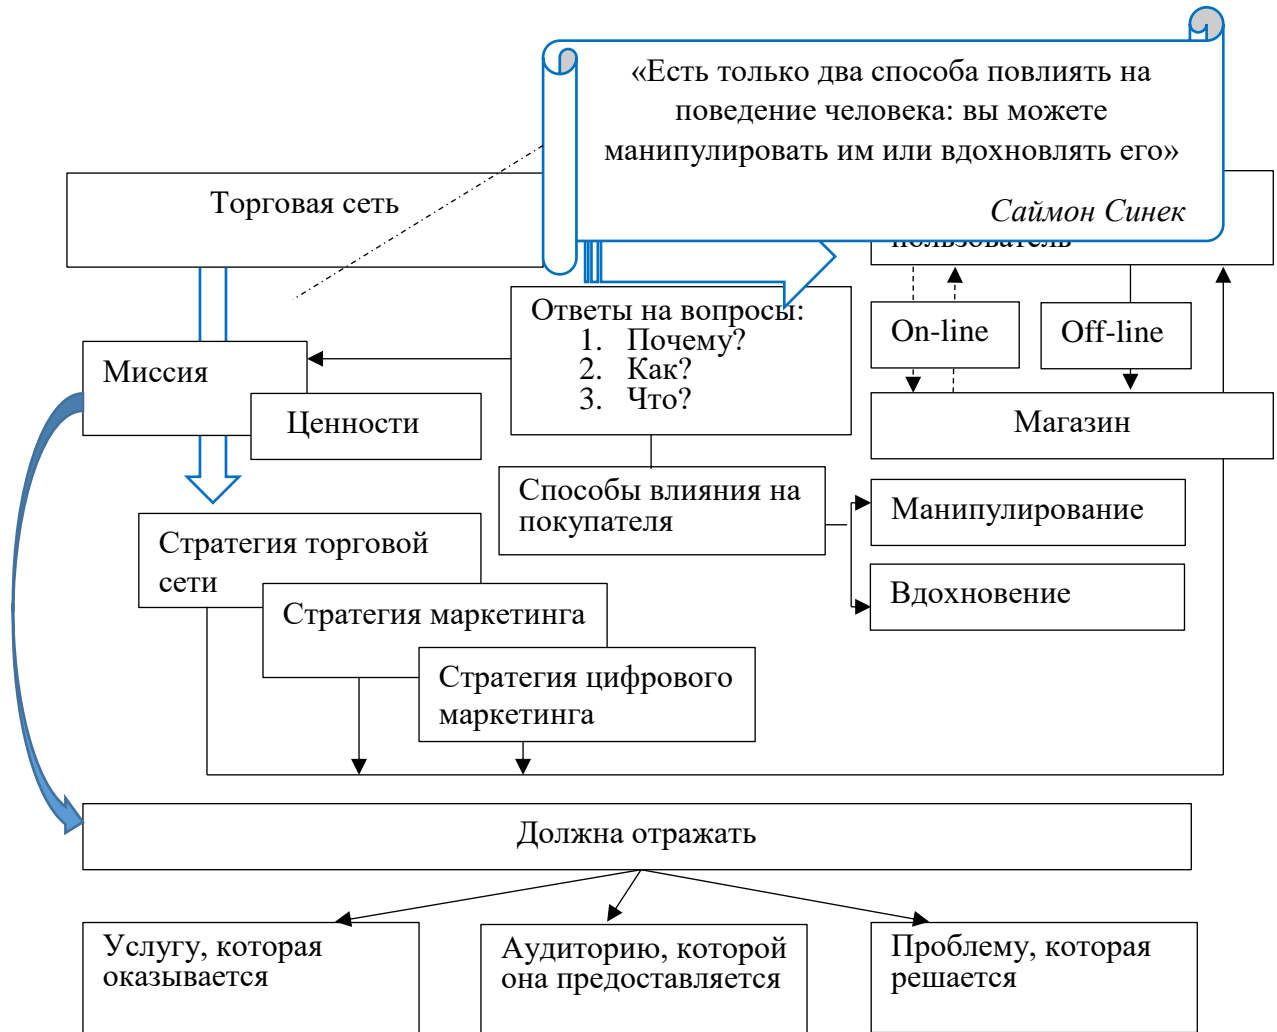 «Есть только два способа повлиять на
поведение человека: вы можете
манипулировать им или вдохновлять его»
Саймон Синек
Торговая сеть
пользователь
Ответы на вопросы:
1. Почему?
2. Как?
3. Что?
On-line
Off-line
Миссия
Ценности
Магазин
Способы влияния на
покупателя
Манипулирование
Вдохновение
Стратегия торговой
сети
Стратегия маркетинга
Стратегия цифрового
маркетинга
Должна отражать
Услугу, которая
оказывается
Аудиторию, которой
она предоставляется
Проблему, которая
решается